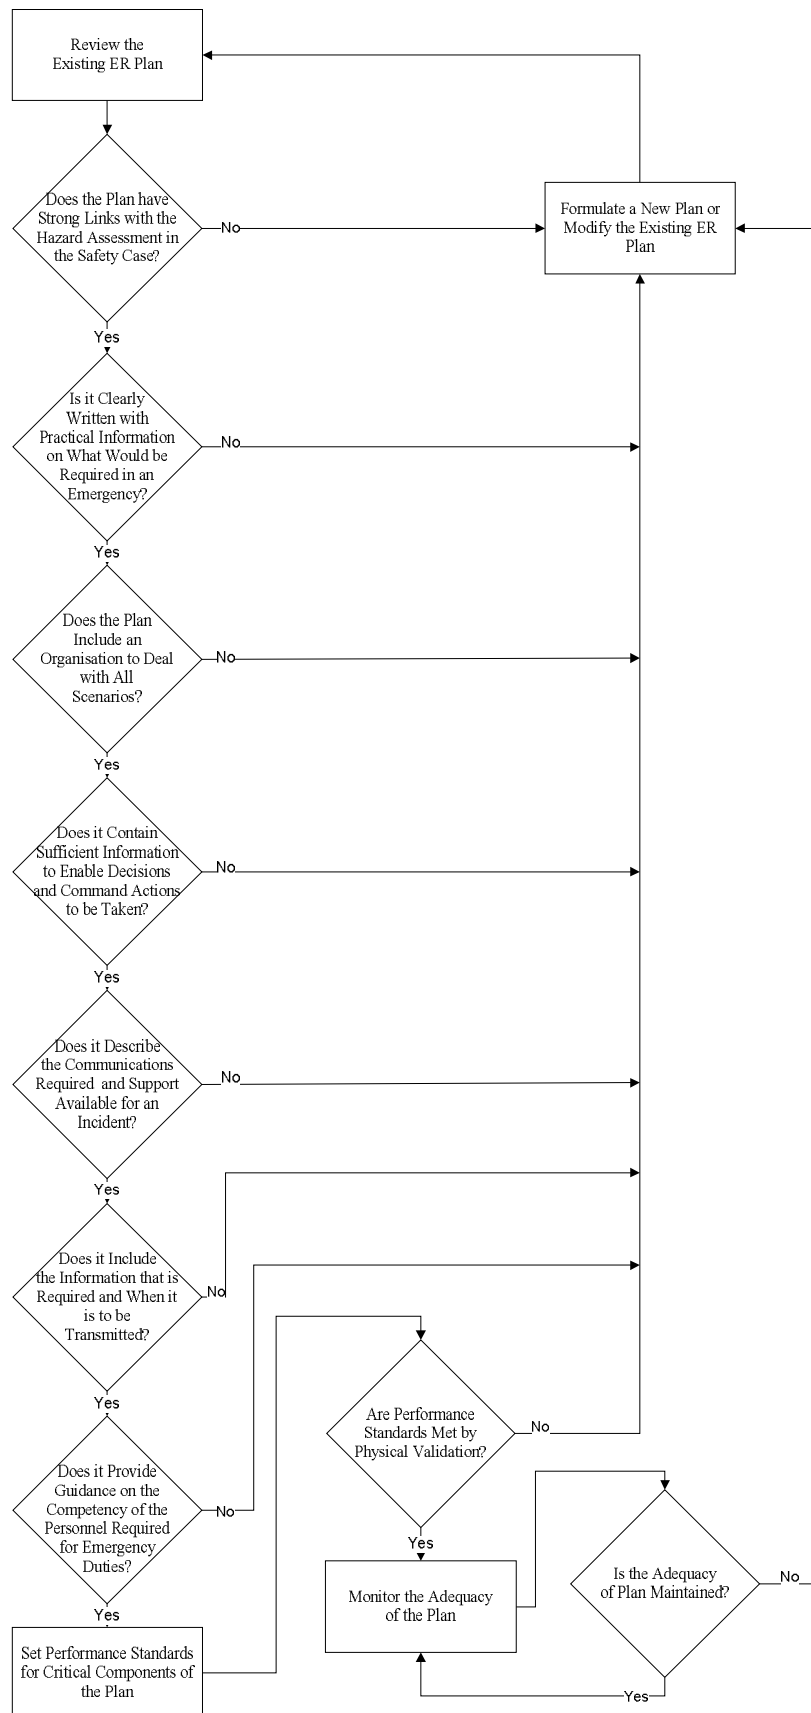 Review the
Existing ER Plan
Does the Plan have
Strong Links with the
Hazard Assessment in
the Safety Case?
No
Formulate a New Plan or
Modify the Existing ER
Plan
Yes
Is it Clearly
Written with
Practical Information
on What Would be
Required in an
Emergency?
No
Yes
Does the Plan
Include an
Organisation to Deal
with All
Scenarios?
No
Yes
Does it Contain
Sufficient Information
to Enable Decisions
and Command Actions
to be Taken?
No
Yes
Does it Describe
the Communications
Required and Support
Available for an
Incident?
No
Yes
Does it Include
the Information that is
Required and When it
is to be
Transmitted?
No
Yes
Does it Provide
Guidance on the
Competency of the
Personnel Required
for Emergency
Duties?
No
Yes
Set Performance Standards
for Critical Components of
the Plan
Are Performance
Standards Met by
Physical Validation?
No
Yes
Monitor the Adequacy
of the Plan
Is the Adequacy
of Plan Maintained?
No
Yes